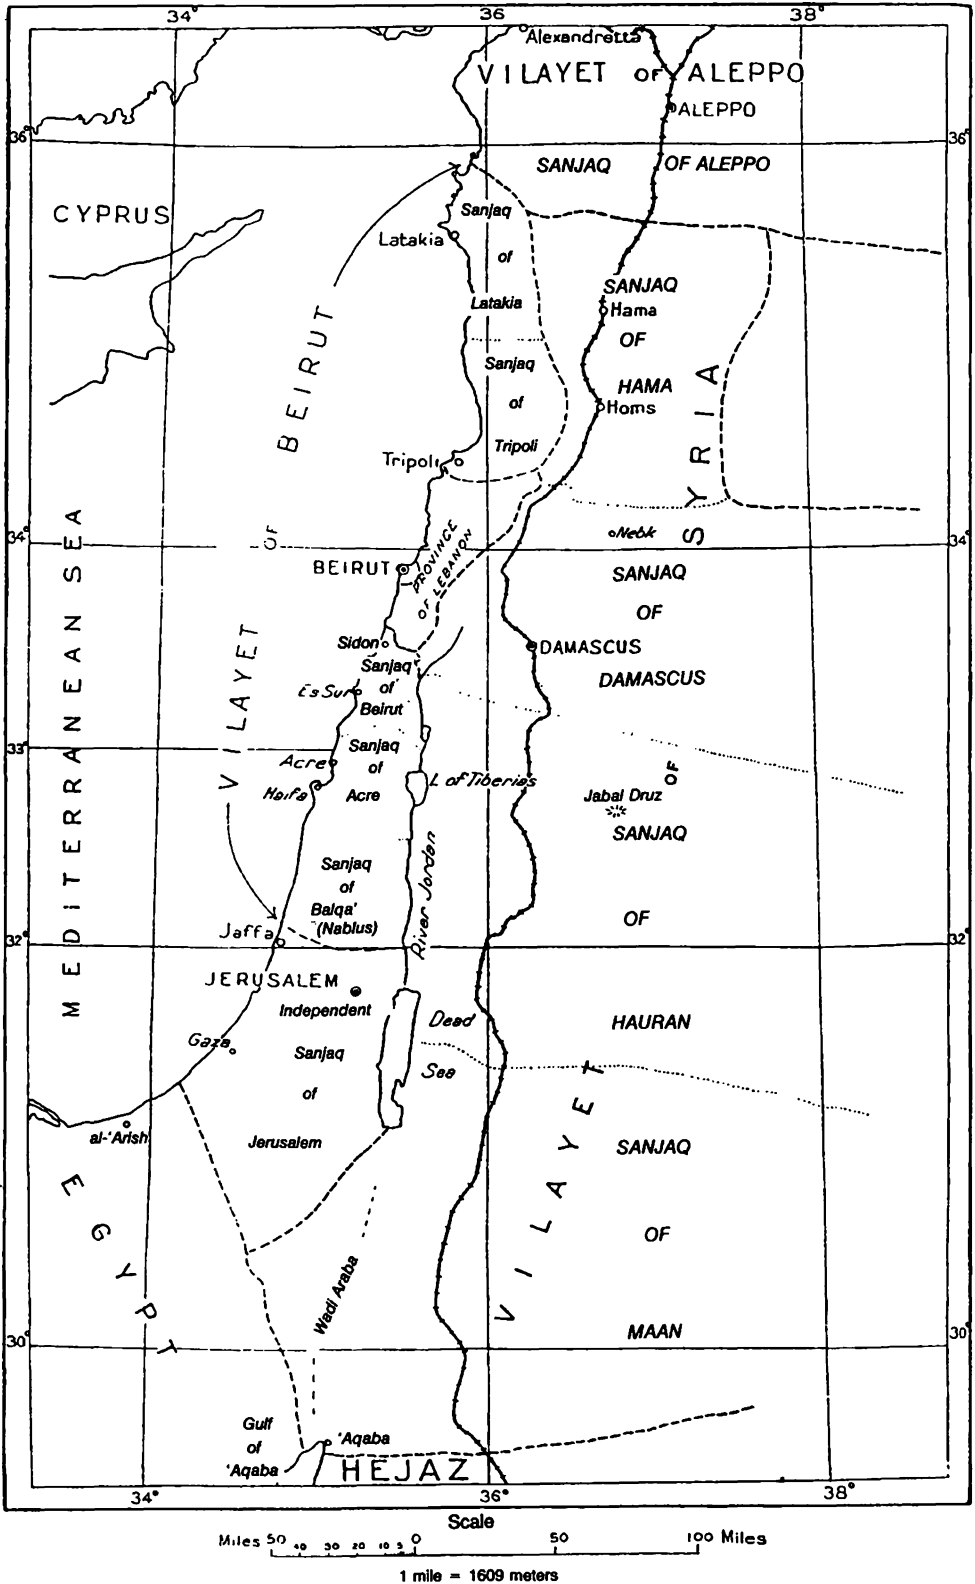 34° 36° 38°
Alexandretta
VILAYET OF ALEPPO
ALEPPO
36° 36°
SANJAQ OF ALEPPO
CYPRUS
Sanjaq
Latakia
of
Latakia
SANJAQ
Hama
OF
HAMA
Homs
Sanjaq
of
Tripoli
Tripoli
VILAYET OF BEIRUT
MEDITERRANEAN SEA
34° 34°
Nebk
PROVINCE
OF LEBANON
BEIRUT
SANJAQ
OF
DAMASCUS
DAMASCUS
Sidon
Sanjaq
of
Beirut
Es Sur
33°
Sanjaq
of
Acre
Acre
Haifa
L of Tiberias
Jabal Druz
SANJAQ
OF
HAURAN
Sanjaq
of
Balqa'
(Nablus)
River Jordan
Jaffa
32° 32°
JERUSALEM
Independent
Sanjaq
of
Jerusalem
Gaza
Dead
Sea
al-'Arish
VILAYET OF SYRIA
SANJAQ
OF
MAAN
EGYPT
Wadi Araba
30° 30°
Gulf
of
'Aqaba
'Aqaba
HEJAZ
34° 36° 38°
Scale
Miles 50 40 30 20 10 5 0 50 100 Miles
1 mile = 1609 meters